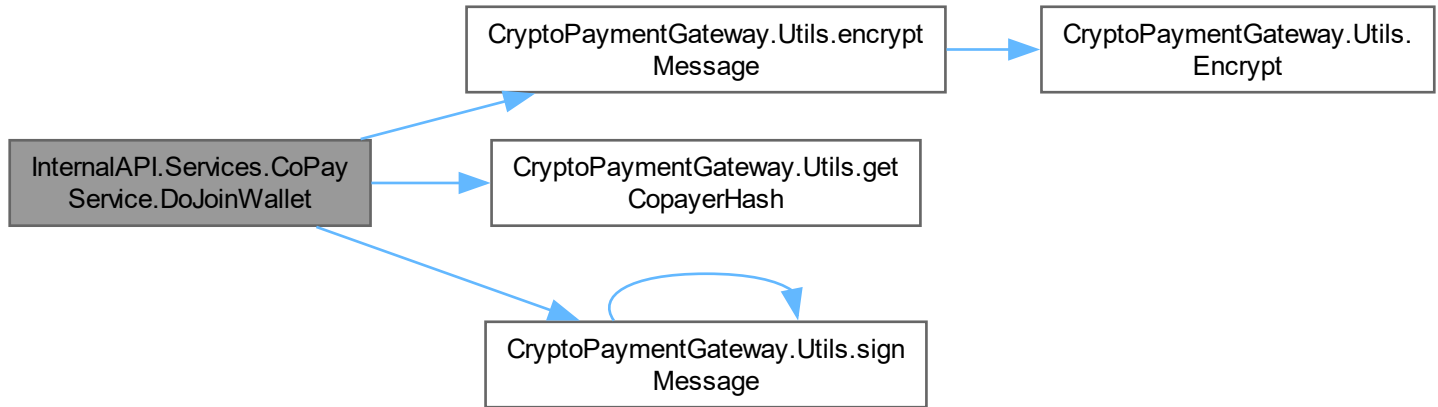 CryptoPaymentGateway.Utils.encrypt
Message
CryptoPaymentGateway.Utils.
Encrypt
InternalAPI.Services.CoPay
Service.DoJoinWallet
CryptoPaymentGateway.Utils.get
CopayerHash
CryptoPaymentGateway.Utils.sign
Message